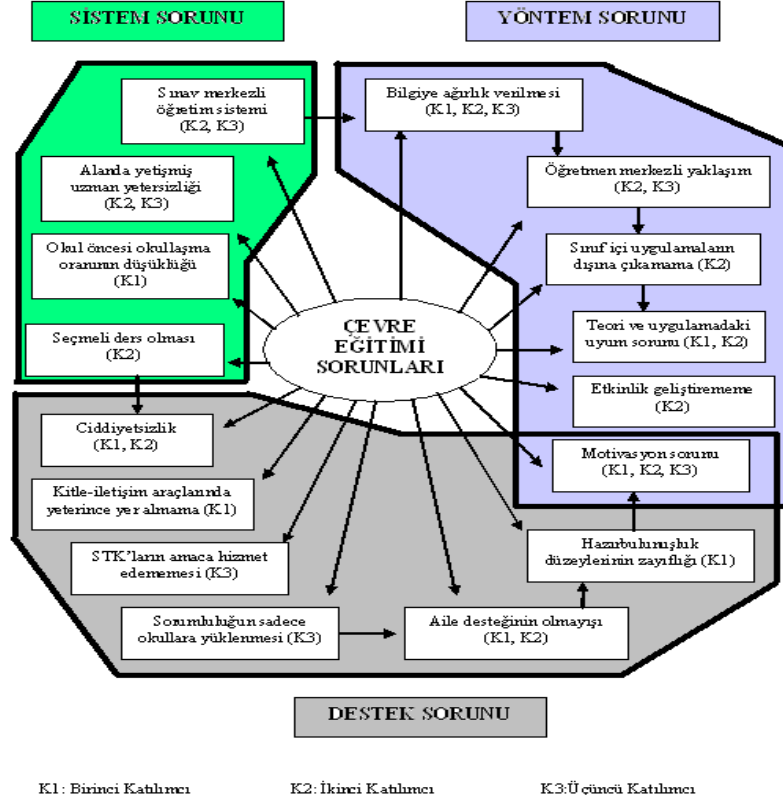 SİSTEM SORUNU
YÖNTEM SORUNU
Sınav merkezli
öğretim sistemi
(K2, K3)
Bilgiye ağırlık verilmesi
(K1, K2, K3)
Alanda yetişmiş
uzman yetersizliği
(K2, K3)
Öğretmen merkezli yaklaşım
(K2, K3)
Okul öncesi okullaşma
oranının düşüklüğü
(K1)
Sınıf içi uygulamaların
dışına çıkamama (K2)
Seçmeli ders olması
(K2)
ÇEVRE
EĞİTİMİ
SORUNLARI
Teori ve uygulamadaki
uyum sorunu (K1, K2)
Etkinlik geliştirememe
(K2)
Ciddiyetsizlik
(K1, K2)
Motivasyon sorunu
(K1, K2, K3)
Kitle-iletişim araçlarında
yeterince yer almama (K1)
Hazırbulunuşluk
düzeylerinin zayıflığı (K1)
STK'ların amaca hizmet
edememesi (K3)
Sorumluluğun sadece
okullara yüklenmesi (K3)
Aile desteğinin olmayışı
(K1, K2)
DESTEK SORUNU
K1: Birinci Katılımcı
K2: İkinci Katılımcı
K3:Üçüncü Katılımcı